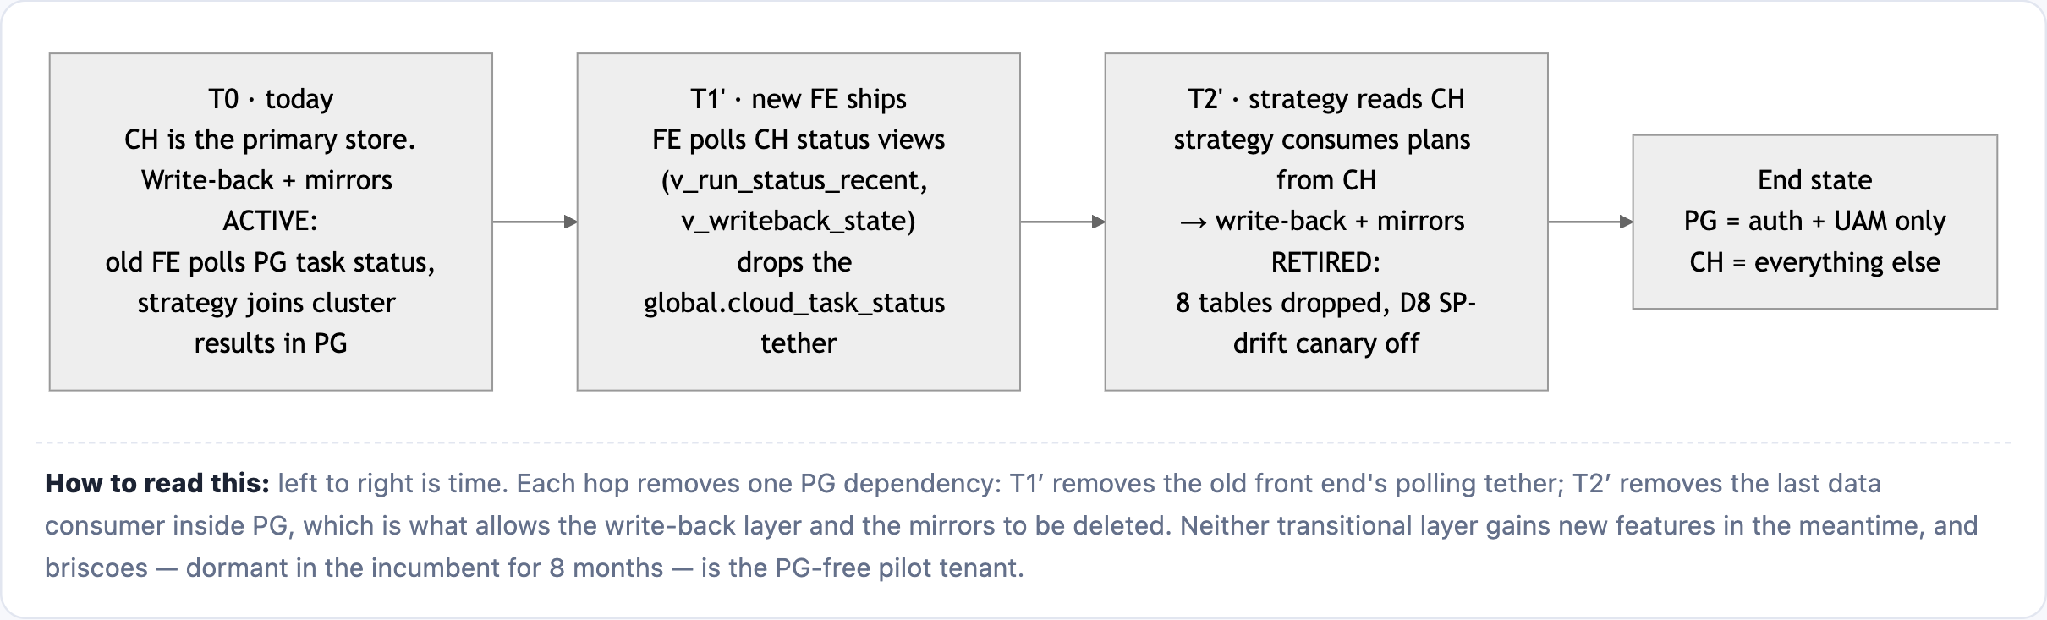 T0 · today
CH is the primary store.
Write-back + mirrors
ACTIVE:
old FE polls PG task status,
strategy joins cluster
results in PG
T1' · new FE ships
FE polls CH status views
(v_run_status_recent,
v_writeback_state)
drops the
global.cloud_task_status
tether
T2' · strategy reads CH
strategy consumes plans
from CH
→ write-back + mirrors
RETIRED:
8 tables dropped, D8 SP-
drift canary off
End state
PG = auth + UAM only
CH = everything else
How to read this: left to right is time. Each hop removes one PG dependency: T1′ removes the old front end's polling tether; T2′ removes the last data
consumer inside PG, which is what allows the write-back layer and the mirrors to be deleted. Neither transitional layer gains new features in the meantime, and
briscoes — dormant in the incumbent for 8 months — is the PG-free pilot tenant.